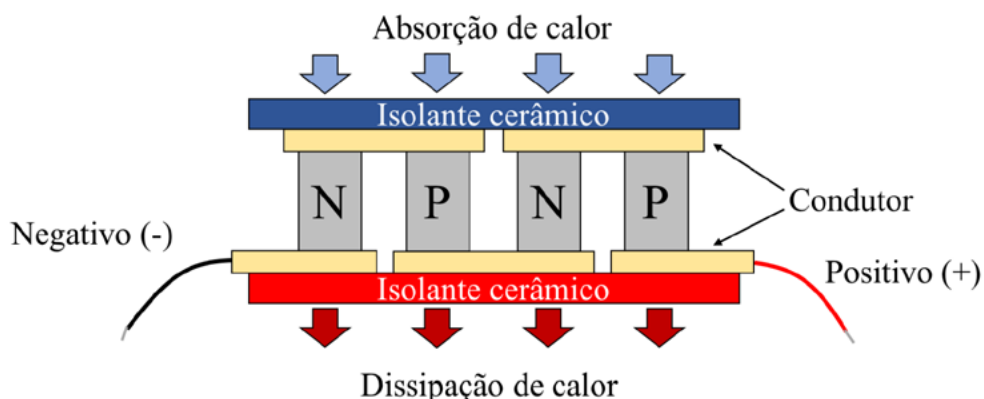 Absorção de calor
Isolante cerâmico
N P N P
Condutor
Negativo (-)
Positivo (+)
Isolante cerâmico
Dissipação de calor